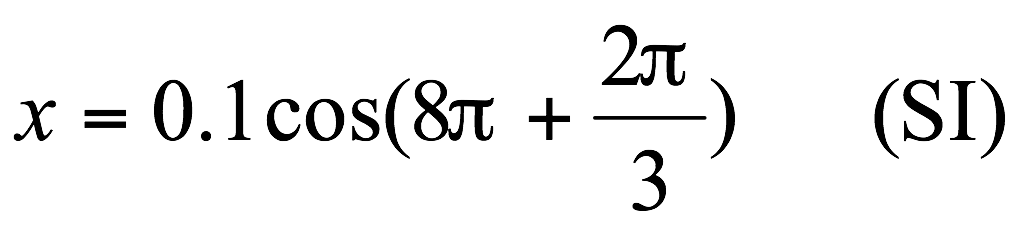 x = 0.1cos(8π + 2π/3) (SI)